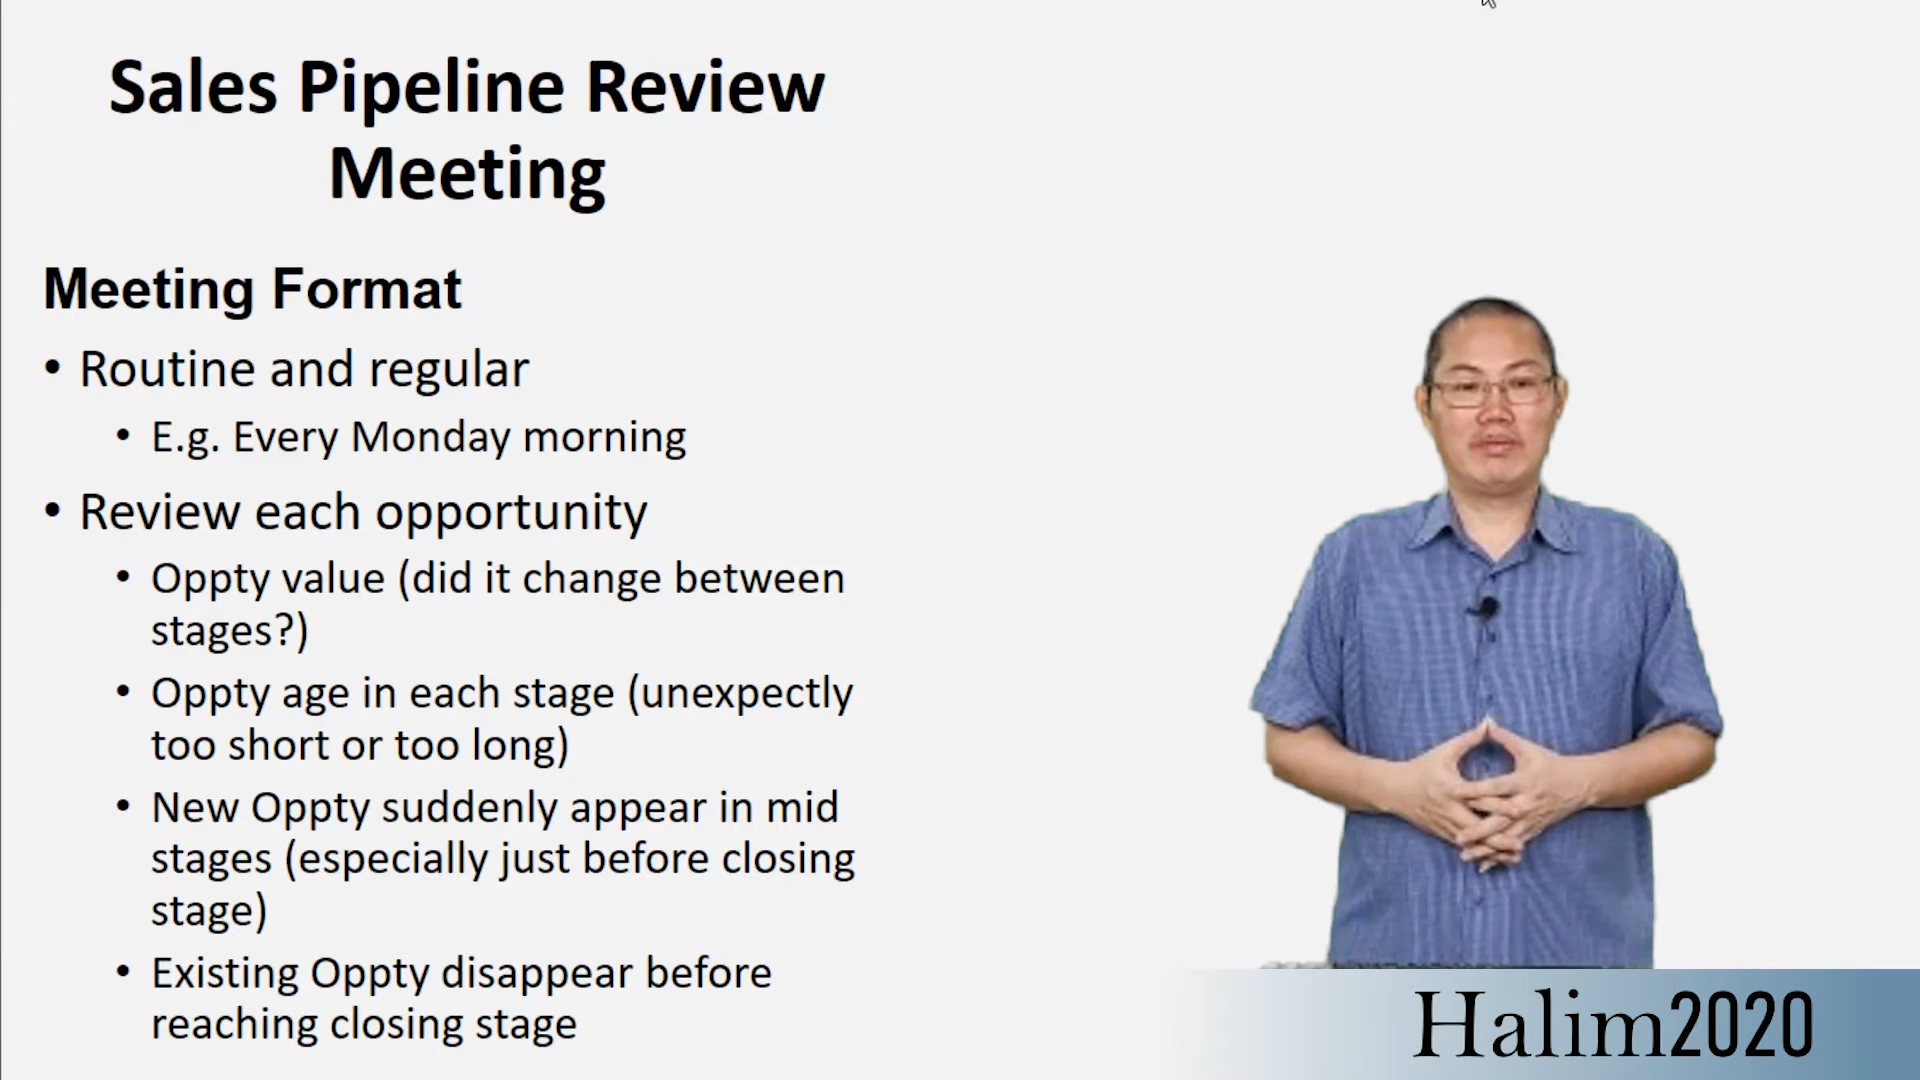 Sales Pipeline Review
Meeting
Meeting Format
• Routine and regular
• E.g. Every Monday morning
• Review each opportunity
• Oppty value (did it change between
stages?)
• Oppty age in each stage (unexpectly
too short or too long)
• New Oppty suddenly appear in mid
stages (especially just before closing
stage)
• Existing Oppty disappear before
reaching closing stage
Halim2020